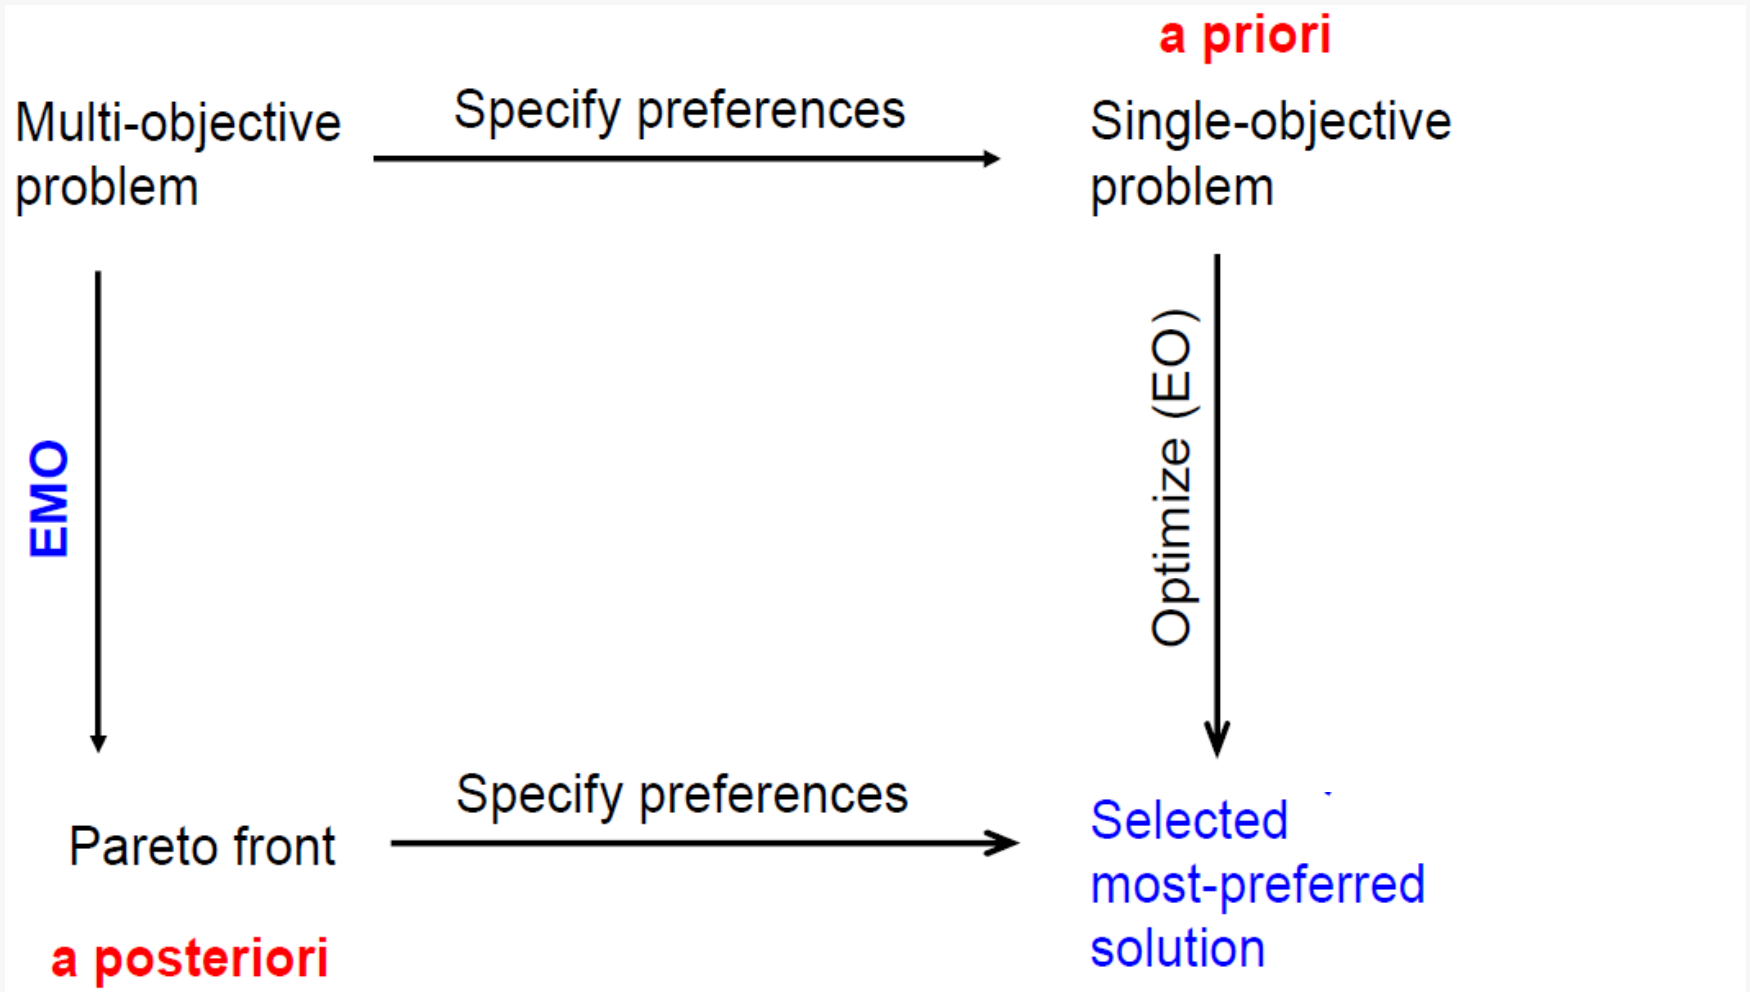 a priori
Multi-objective
problem
Specify preferences
Single-objective
problem
EMO
Optimize (EO)
Pareto front
Specify preferences
Selected
most-preferred
solution
a posteriori